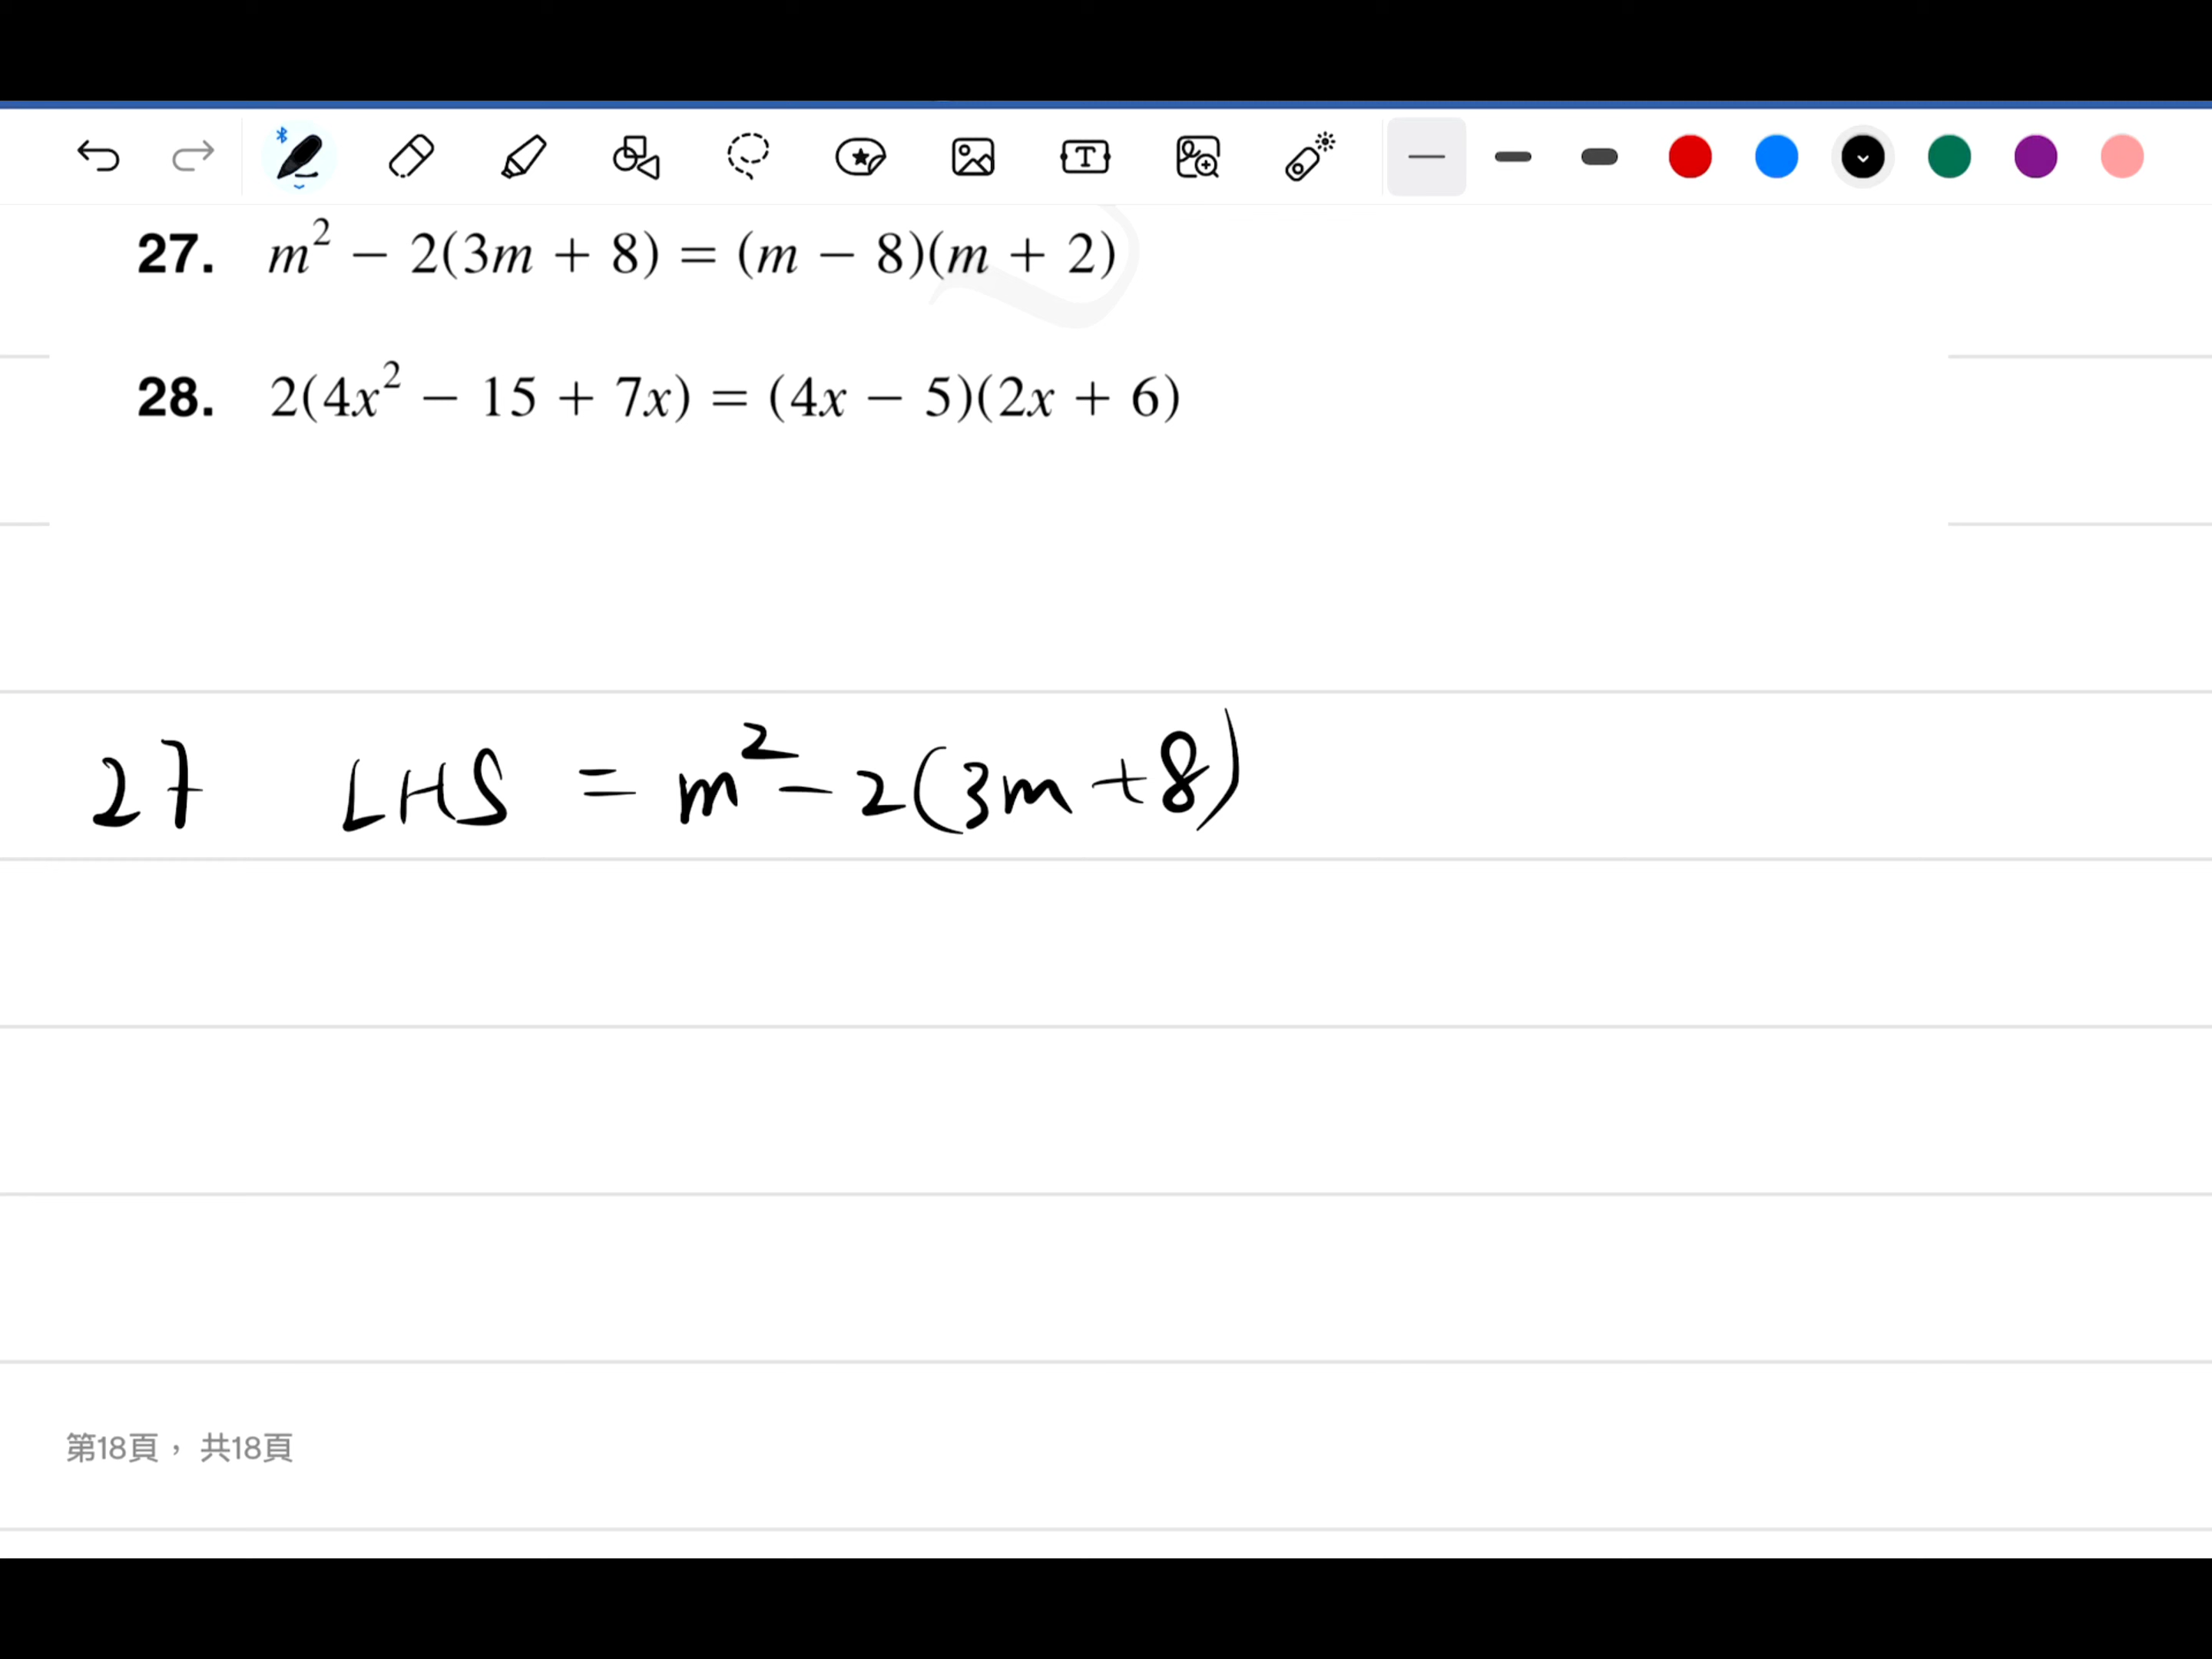 27. m² − 2(3m + 8) = (m − 8)(m + 2)
28. 2(4x² − 15 + 7x) = (4x − 5)(2x + 6)
27 LHS = m² − 2(3m + 8)
第18頁，共18頁